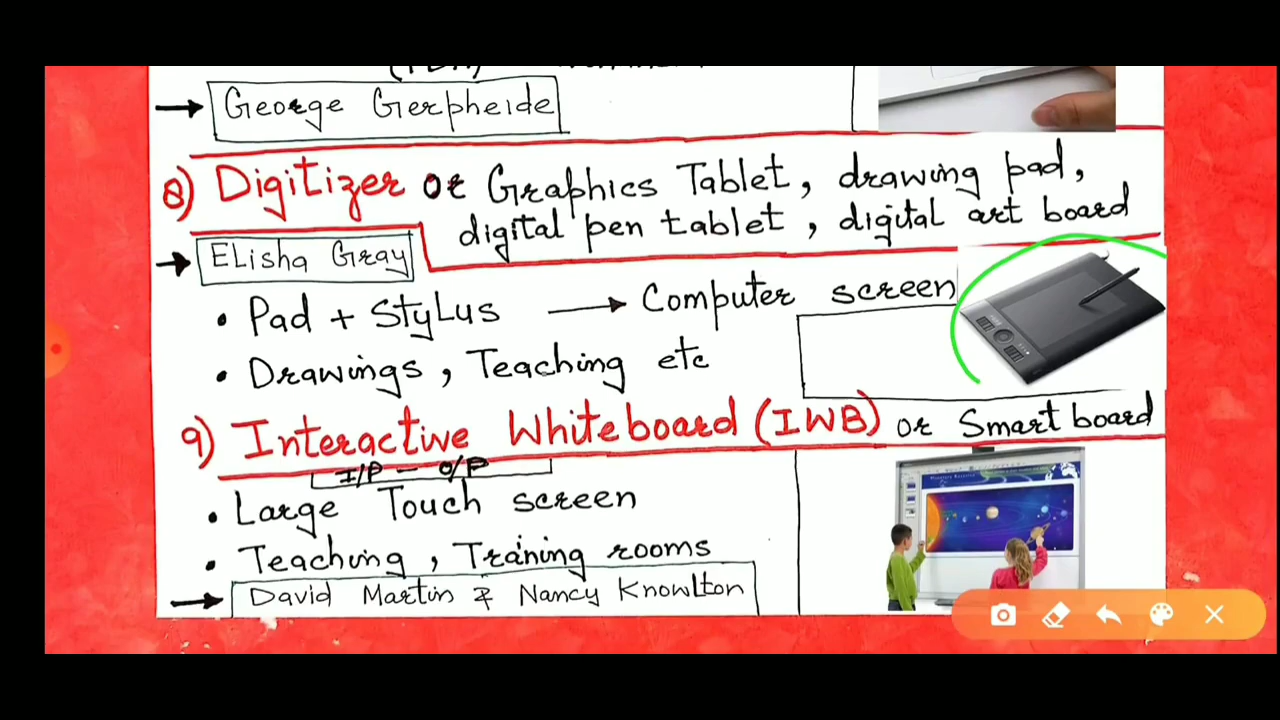 George Gerpheide
8) Digitizer or Graphics Tablet, drawing pad,
digital pen tablet, digital art board
Elisha Gray
• Pad + Stylus → Computer screen
• Drawings, Teaching etc
9) Interactive Whiteboard (IWB) or Smart board
I/P - O/P
• Large Touch screen
• Teaching, Training rooms
David Martin & Nancy Knowlton